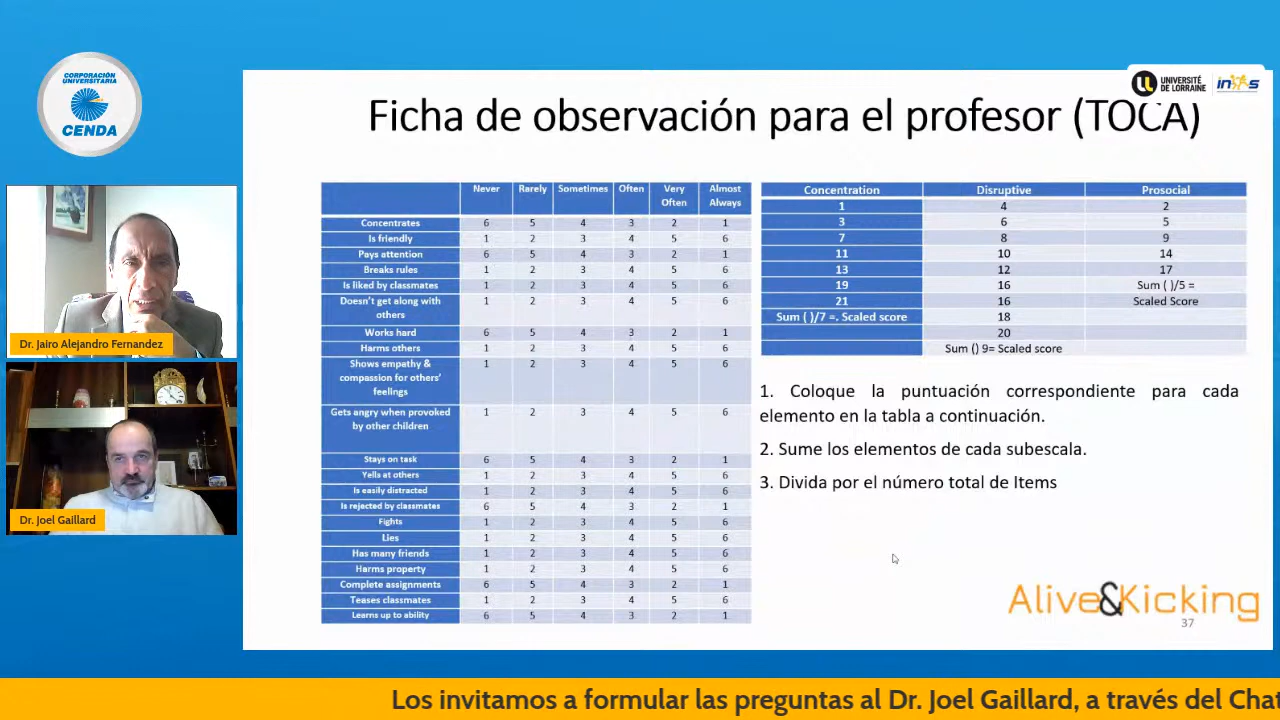 CORPORACIÓN
UNIVERSITARIA
CENDA
UNIVERSITÉ
DE LORRAINE
Ficha de observación para el profesor (TOCA)
Never Rarely Sometimes Often Very Often Almost Always
Concentrates 6 5 4 3 2 1
Is friendly 1 2 3 4 5 6
Pays attention 6 5 4 3 2 1
Breaks rules 1 2 3 4 5 6
Is liked by classmates 1 2 3 4 5 6
Doesn't get along with others 1 2 3 4 5 6
Works hard 6 5 4 3 2 1
Harms others 1 2 3 4 5 6
Shows empathy & compassion for others' feelings 1 2 3 4 5 6
Gets angry when provoked by other children 1 2 3 4 5 6
Stays on task 6 5 4 3 2 1
Yells at others 1 2 3 4 5 6
Is easily distracted 1 2 3 4 5 6
Is rejected by classmates 6 5 4 3 2 1
Fights 1 2 3 4 5 6
Lies 1 2 3 4 5 6
Has many friends 1 2 3 4 5 6
Harms property 1 2 3 4 5 6
Complete assignments 6 5 4 3 2 1
Teases classmates 1 2 3 4 5 6
Learns up to ability 6 5 4 3 2 1
Concentration Disruptive Prosocial
1 4 2
3 6 5
7 8 9
11 10 14
13 12 17
19 16 Sum ( )/5 =
21 16 Scaled Score
Sum ( )/7 =. Scaled score 18
20
Sum () 9= Scaled score
1. Coloque la puntuación correspondiente para cada
elemento en la tabla a continuación.
2. Sume los elementos de cada subescala.
3. Divida por el número total de Items
Alive&Kicking
37
Dr. Jairo Alejandro Fernandez
Dr. Joel Gaillard
Los invitamos a formular las preguntas al Dr. Joel Gaillard, a través del Chat